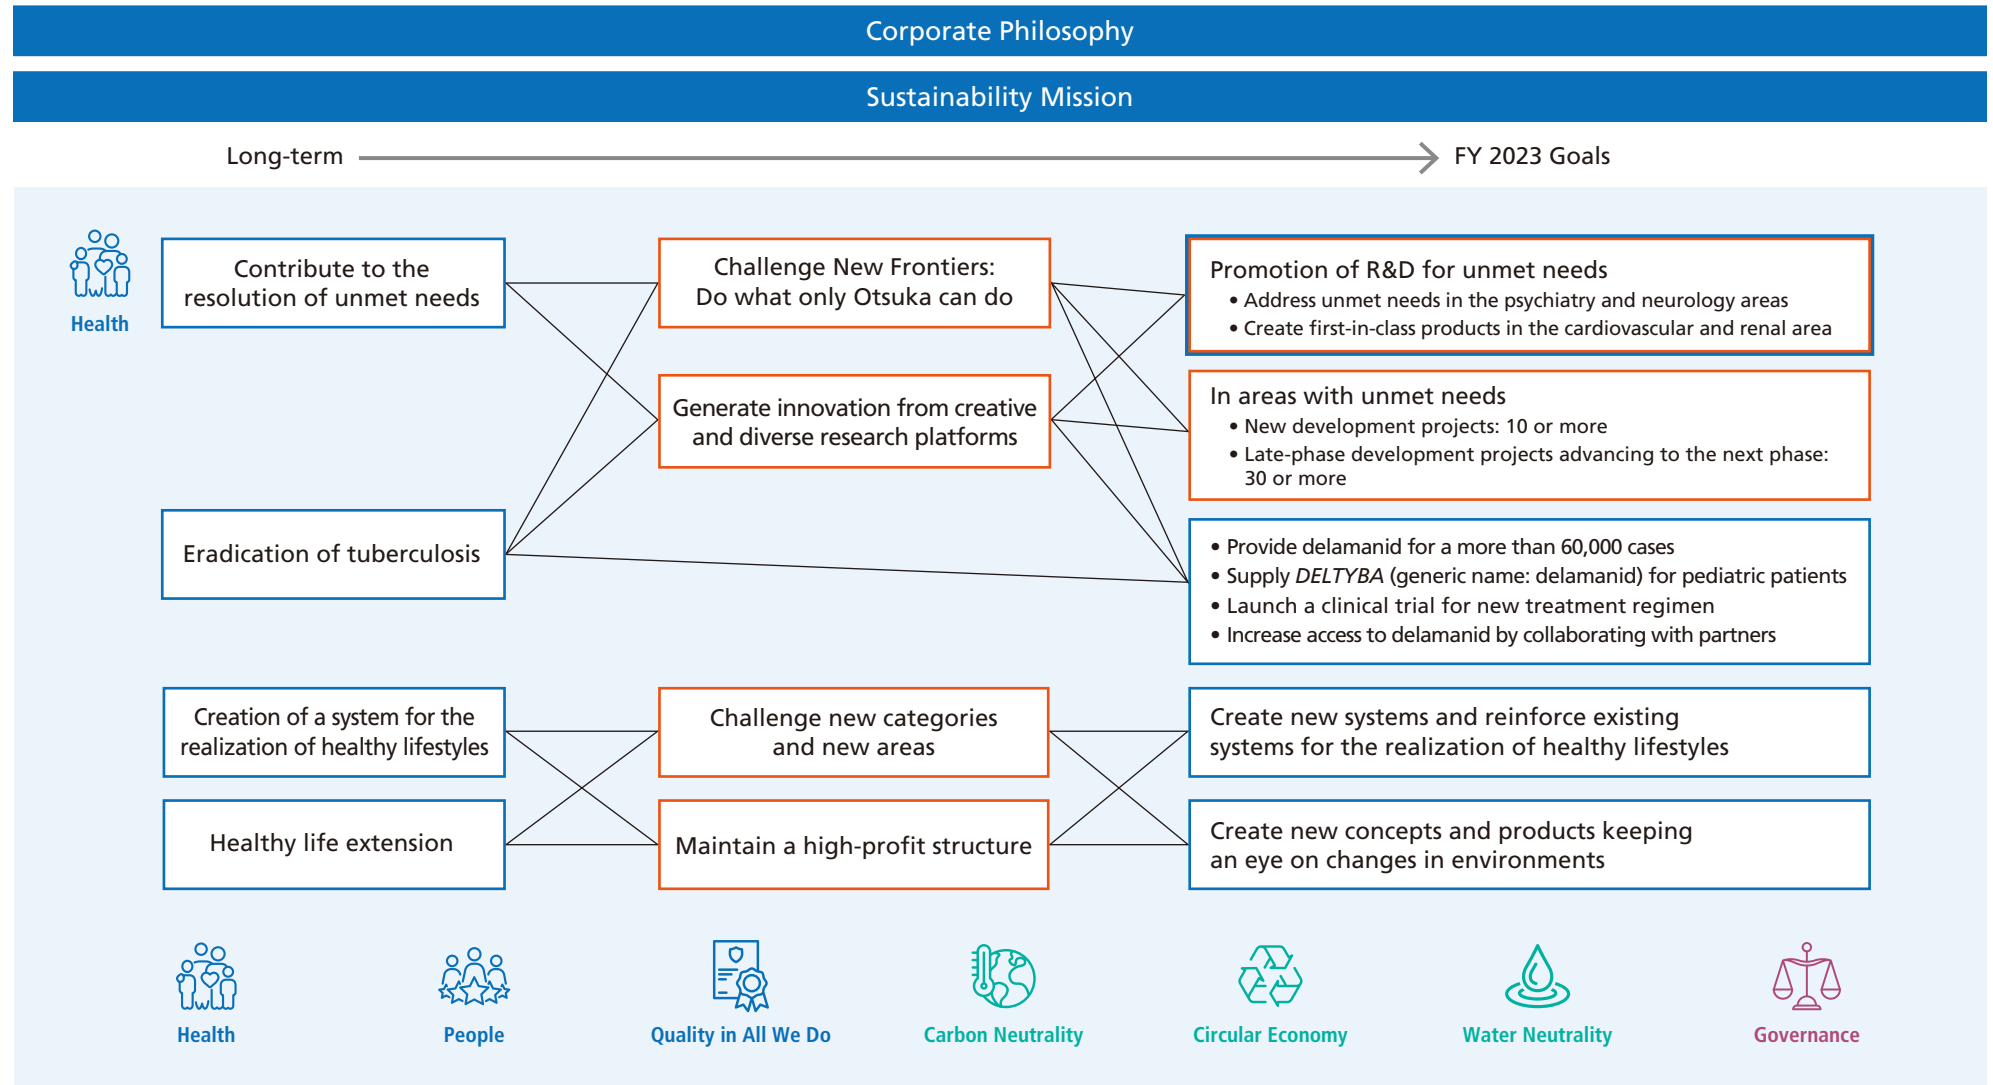 Corporate Philosophy
Sustainability Mission
Long-term
FY 2023 Goals
Health
Contribute to the
resolution of unmet needs
Eradication of tuberculosis
Challenge New Frontiers:
Do what only Otsuka can do
Generate innovation from creative
and diverse research platforms
Promotion of R&D for unmet needs
• Address unmet needs in the psychiatry and neurology areas
• Create first-in-class products in the cardiovascular and renal area
In areas with unmet needs
• New development projects: 10 or more
• Late-phase development projects advancing to the next phase:
30 or more
• Provide delamanid for a more than 60,000 cases
• Supply DELTYBA (generic name: delamanid) for pediatric patients
• Launch a clinical trial for new treatment regimen
• Increase access to delamanid by collaborating with partners
Creation of a system for the
realization of healthy lifestyles
Healthy life extension
Challenge new categories
and new areas
Maintain a high-profit structure
Create new systems and reinforce existing
systems for the realization of healthy lifestyles
Create new concepts and products keeping
an eye on changes in environments
Health
People
Quality in All We Do
Carbon Neutrality
Circular Economy
Water Neutrality
Governance